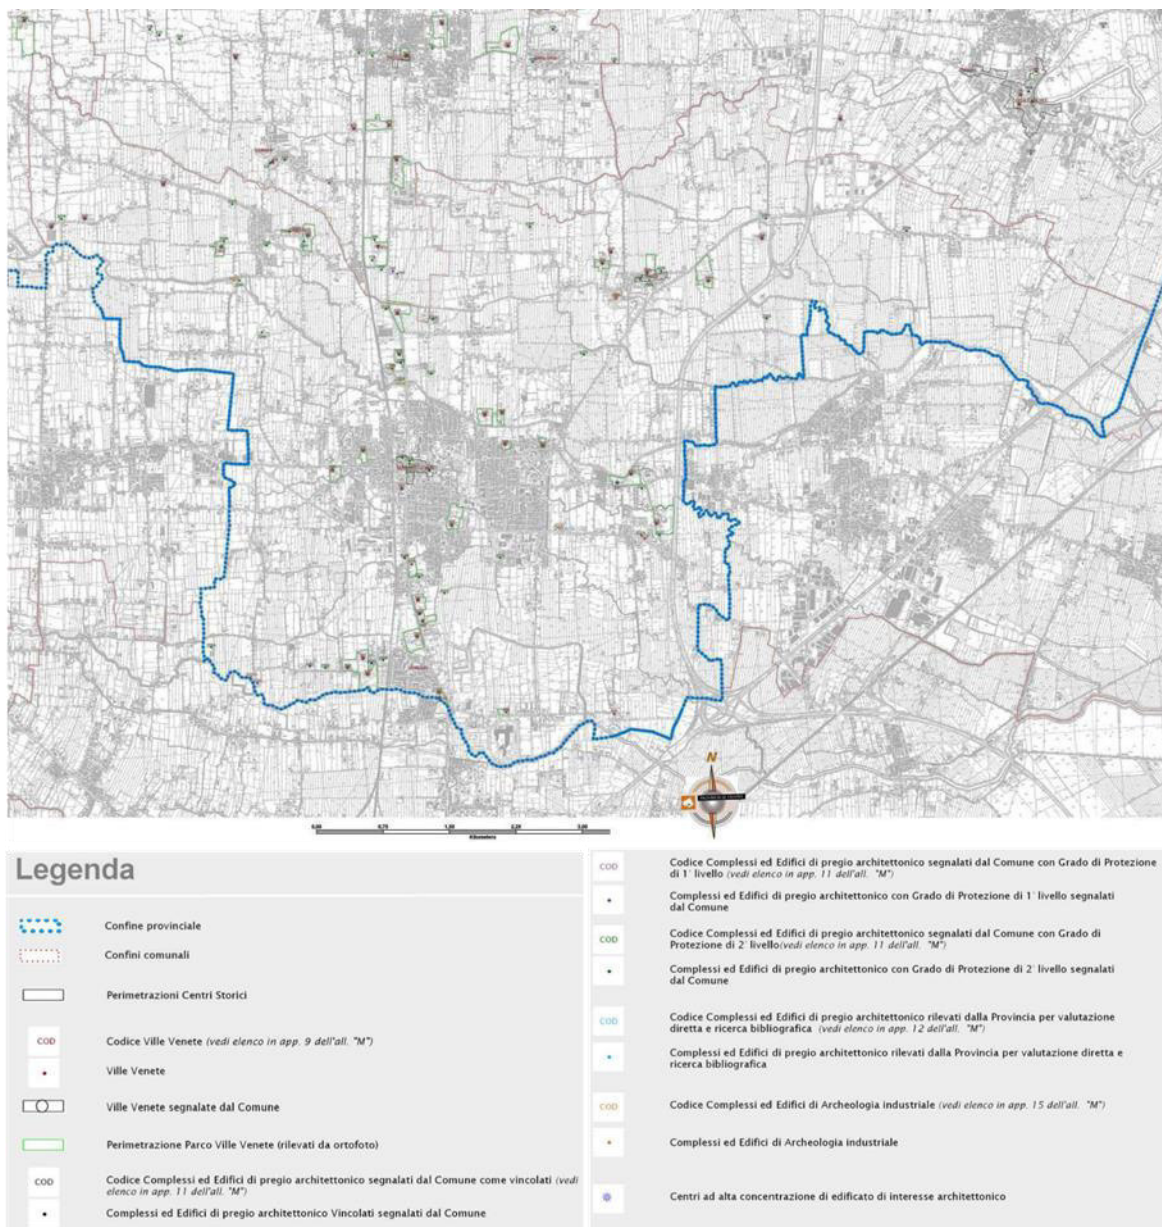 N
0,00 0,75 1,50 2,25 3,00
Kilometers
Legenda
Confine provinciale
Confini comunali
Perimetrazioni Centri Storici
COD Codice Ville Venete (vedi elenco in app. 9 dell'all. "M")
Ville Venete
Ville Venete segnalate dal Comune
Perimetrazione Parco Ville Venete (rilevati da ortofoto)
COD Codice Complessi ed Edifici di pregio architettonico segnalati dal Comune come vincolati (vedi
elenco in app. 11 dell'all. "M")
Complessi ed Edifici di pregio architettonico Vincolati segnalati dal Comune
COD Codice Complessi ed Edifici di pregio architettonico segnalati dal Comune con Grado di Protezione
di 1° livello (vedi elenco in app. 11 dell'all. "M")
Complessi ed Edifici di pregio architettonico con Grado di Protezione di 1° livello segnalati
dal Comune
COD Codice Complessi ed Edifici di pregio architettonico segnalati dal Comune con Grado di
Protezione di 2° livello(vedi elenco in app. 11 dell'all. "M")
Complessi ed Edifici di pregio architettonico con Grado di Protezione di 2° livello segnalati
dal Comune
COD Codice Complessi ed Edifici di pregio architettonico rilevati dalla Provincia per valutazione
diretta e ricerca bibliografica (vedi elenco in app. 12 dell'all. "M")
Complessi ed Edifici di pregio architettonico rilevati dalla Provincia per valutazione diretta e
ricerca bibliografica
COD Codice Complessi ed Edifici di Archeologia industriale (vedi elenco in app. 15 dell'all. "M")
Complessi ed Edifici di Archeologia industriale
Centri ad alta concentrazione di edificato di interesse architettonico